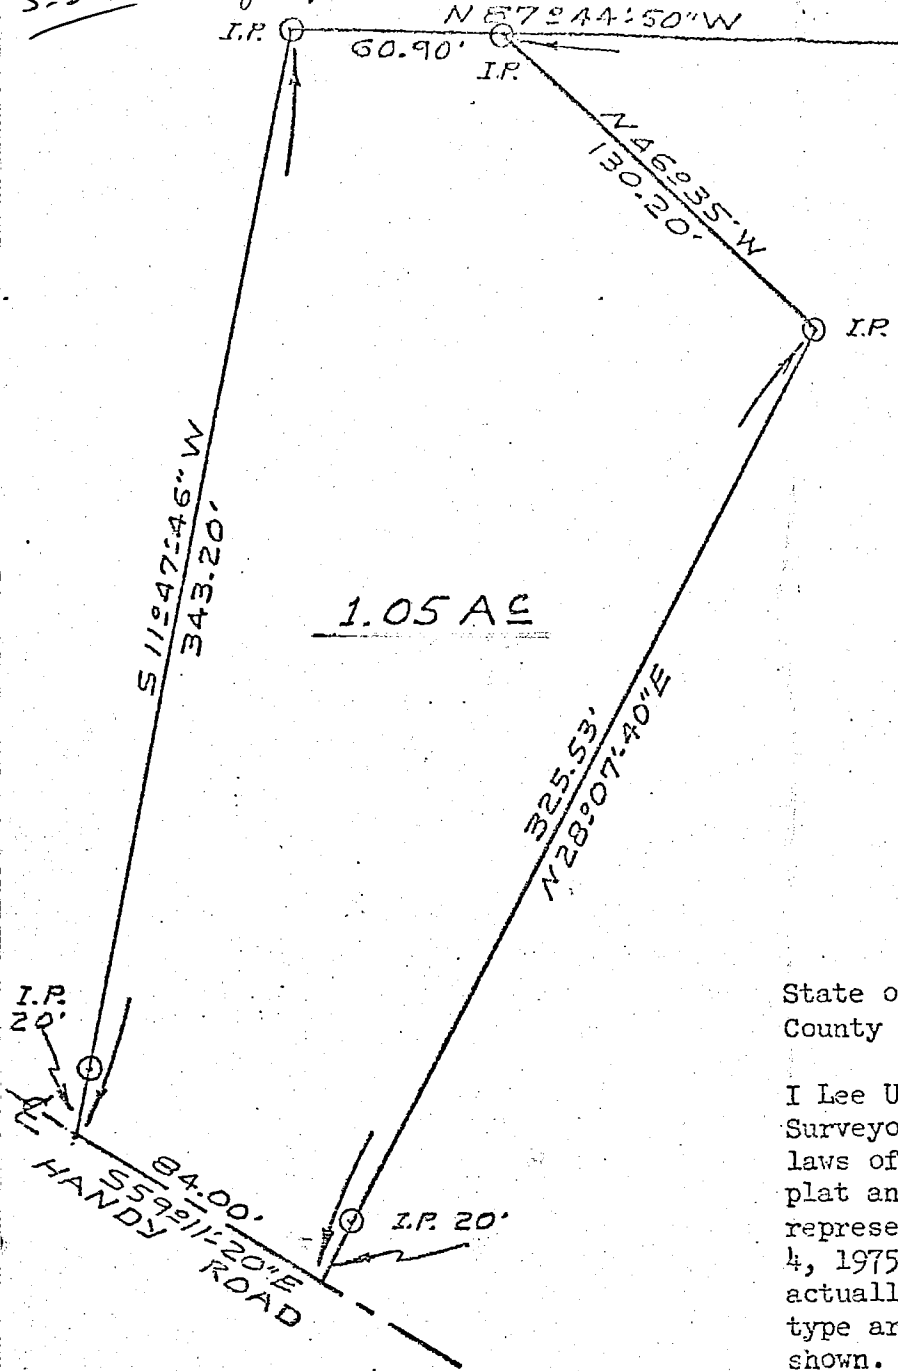 I.P.
N 87°44'50"W
60.90'
I.P.
N46°35'W
130.20'
I.P.
S 11°47'46"W
343.20'
1.05 Ac
325.53'
N28°07'40"E
I.P.
20'
84.00'
S59°11'20"E
HANDY ROAD
I.P. 20'
State o
County
I Lee U
Surveyo
laws of
plat an
represe
4, 1975
actuall
type ar
shown.